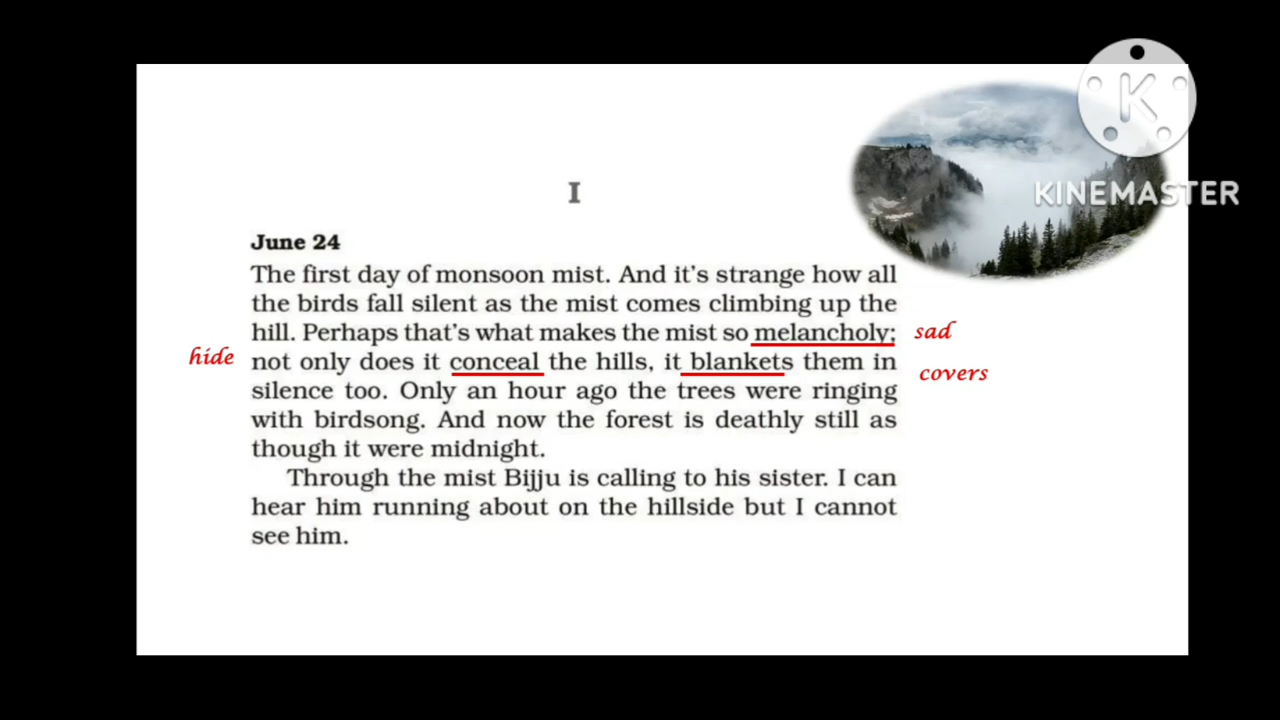 KINEMASTER
I
June 24
The first day of monsoon mist. And it's strange how all
the birds fall silent as the mist comes climbing up the
hill. Perhaps that's what makes the mist so melancholy; sad
hide not only does it conceal the hills, it blankets them in covers
silence too. Only an hour ago the trees were ringing
with birdsong. And now the forest is deathly still as
though it were midnight.
Through the mist Bijju is calling to his sister. I can
hear him running about on the hillside but I cannot
see him.